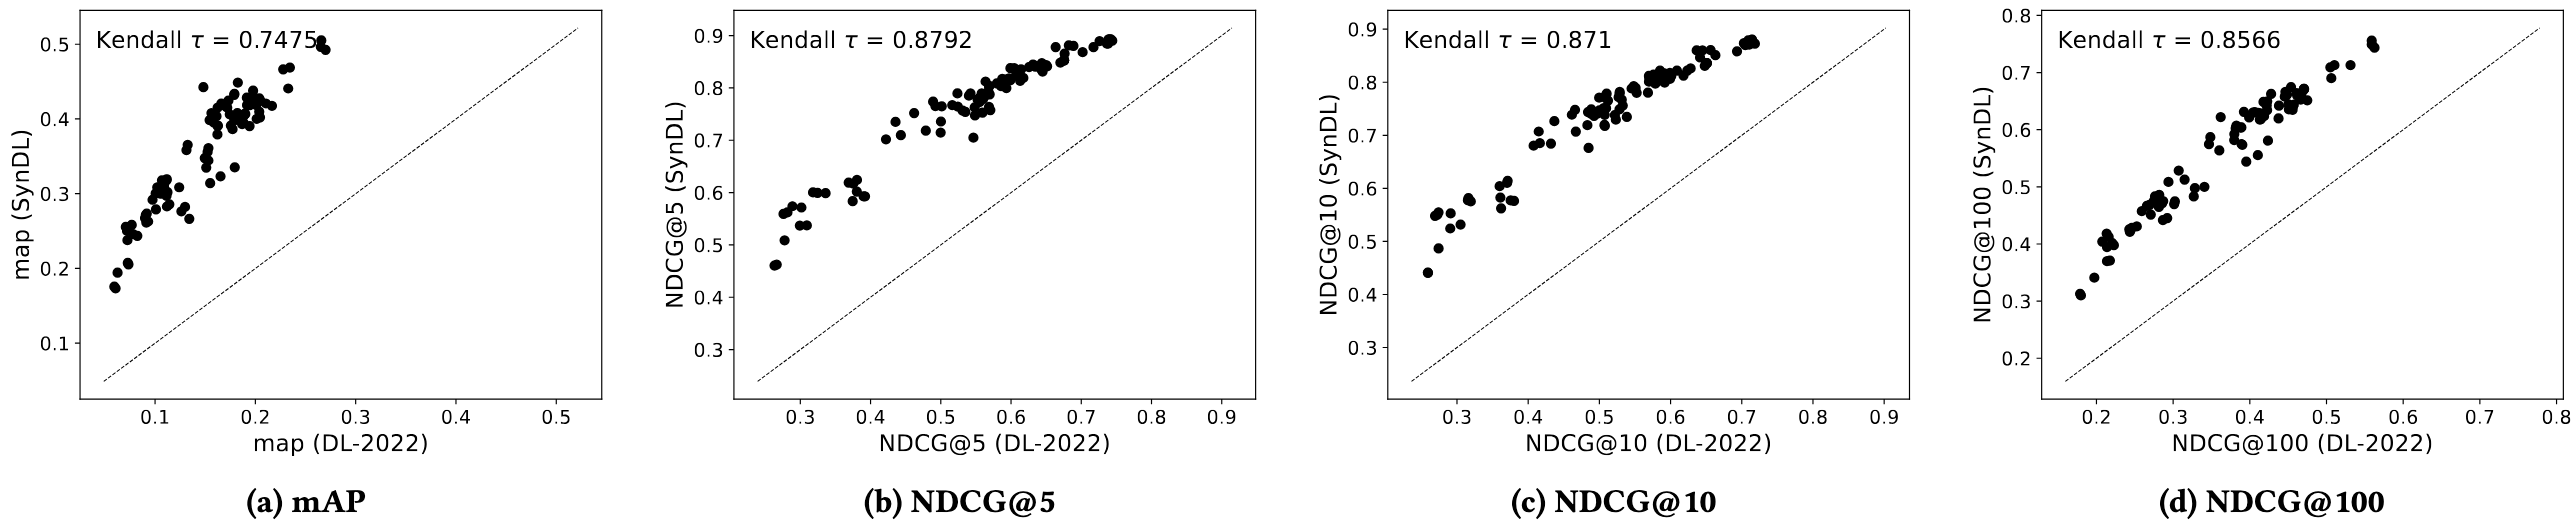 Kendall τ = 0.7475
0.5
0.4
0.3
0.2
0.1
map (SynDL)
0.1 0.2 0.3 0.4 0.5
map (DL-2022)
(a) mAP
Kendall τ = 0.8792
0.9
0.8
0.7
0.6
0.5
0.4
0.3
NDCG@5 (SynDL)
0.3 0.4 0.5 0.6 0.7 0.8 0.9
NDCG@5 (DL-2022)
(b) NDCG@5
Kendall τ = 0.871
0.9
0.8
0.7
0.6
0.5
0.4
0.3
NDCG@10 (SynDL)
0.3 0.4 0.5 0.6 0.7 0.8 0.9
NDCG@10 (DL-2022)
(c) NDCG@10
Kendall τ = 0.8566
0.8
0.7
0.6
0.5
0.4
0.3
0.2
NDCG@100 (SynDL)
0.2 0.3 0.4 0.5 0.6 0.7 0.8
NDCG@100 (DL-2022)
(d) NDCG@100